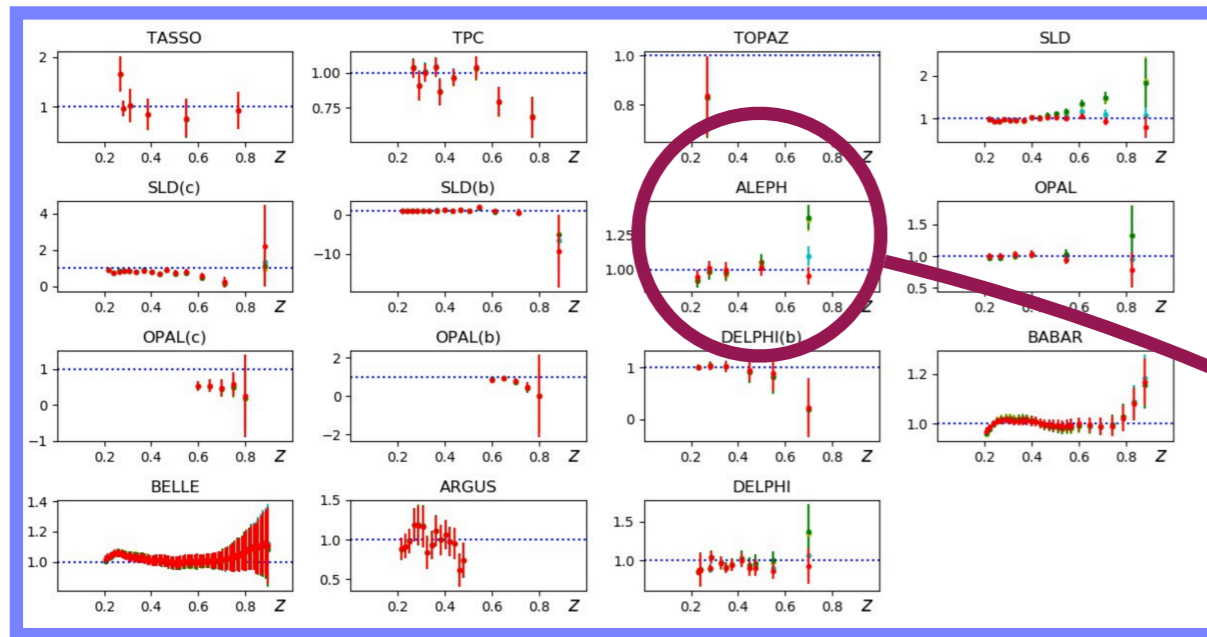 TASSO
2
1
0.2 0.4 0.6 0.8 z
TPC
1.00
0.75
0.2 0.4 0.6 0.8 z
TOPAZ
1.0
0.8
0.2 0.4 0.6 0.8 z
SLD
2
1
0.2 0.4 0.6 0.8 z
SLD(c)
4
2
0
0.2 0.4 0.6 0.8 z
SLD(b)
0
−10
0.2 0.4 0.6 0.8 z
ALEPH
1.25
1.00
0.2 0.4 0.6 0.8 z
OPAL
1.5
1.0
0.5
0.2 0.4 0.6 0.8 z
OPAL(c)
1
0
−1
0.2 0.4 0.6 0.8 z
OPAL(b)
2
0
−2
0.2 0.4 0.6 0.8 z
DELPHI(b)
1
0
0.2 0.4 0.6 0.8 z
BABAR
1.2
1.0
0.2 0.4 0.6 0.8 z
BELLE
1.4
1.2
1.0
0.2 0.4 0.6 0.8 z
ARGUS
1.5
1.0
0.5
0.2 0.4 0.6 0.8 z
DELPHI
1.5
1.0
0.2 0.4 0.6 0.8 z